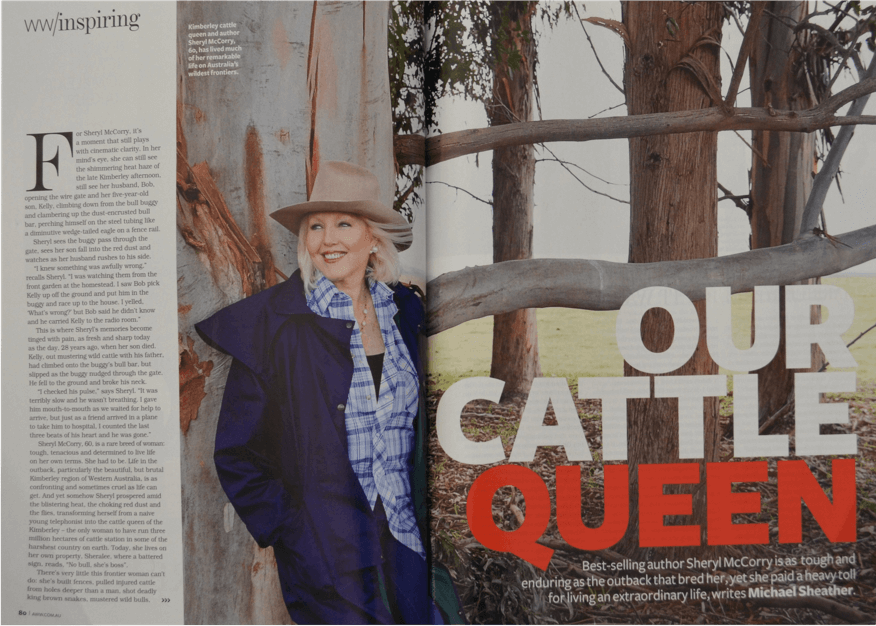 ww/inspiring
Kimberley cattle
queen and author
Sheryl McCorry,
60, has lived much
of her remarkable
life on Australia's
wildest frontiers.
For Sheryl McCorry, it's
a moment that still plays
with cinematic clarity. In her
mind's eye, she can still see
the shimmering heat haze of
the late Kimberley afternoon,
still see her husband, Bob,
opening the wire gate and her five-year-old
son, Kelly, climbing down from the bull buggy
and clambering up the dust-encrusted bull
bar, perching himself on the steel tubing like
a diminutive wedge-tailed eagle on a fence rail.
Sheryl sees the buggy pass through the
gate, sees her son fall into the red dust and
watches as her husband rushes to his side.
"I knew something was awfully wrong,"
recalls Sheryl. "I was watching them from the
front garden at the homestead. I saw Bob pick
Kelly up off the ground and put him in the
buggy and race up to the house. I yelled,
'What's wrong?' but Bob said he didn't know
and he carried Kelly to the radio room."
This is where Sheryl's memories become
tinged with pain, as fresh and sharp today
as the day, 28 years ago, when her son died.
Kelly, out mustering wild cattle with his father,
had climbed onto the buggy's bull bar, but
slipped as the buggy nudged through the gate.
He fell to the ground and broke his neck.
"I checked his pulse," says Sheryl. "It was
terribly slow and he wasn't breathing. I gave
him mouth-to-mouth as we waited for help to
arrive, but just as a friend arrived in a plane
to take him to hospital, I counted the last
three beats of his heart and he was gone."
Sheryl McCorry, 60, is a rare breed of woman:
tough, tenacious and determined to live life
on her own terms. She had to be. Life in the
outback, particularly the beautiful, but brutal
Kimberley region of Western Australia, is as
confronting and sometimes cruel as life can
get. And yet somehow Sheryl prospered amid
the blistering heat, the choking red dust and
the flies, transforming herself from a naive
young telephonist into the cattle queen of the
Kimberley – the only woman to have run three
million hectares of cattle station in some of the
harshest country on earth. Today, she lives on
her own property, Sheralee, where a battered
sign, reads, "No bull, she's boss".
There's very little this frontier woman can't
do: she's built fences, pulled injured cattle
from holes deeper than a man, shot deadly
king brown snakes, mustered wild bulls.
80
OUR
CATTLE
QUEEN
Best-selling author Sheryl McCorry is as tough and
enduring as the outback that bred her, yet she paid a heavy toll
for living an extraordinary life, writes Michael Sheather.